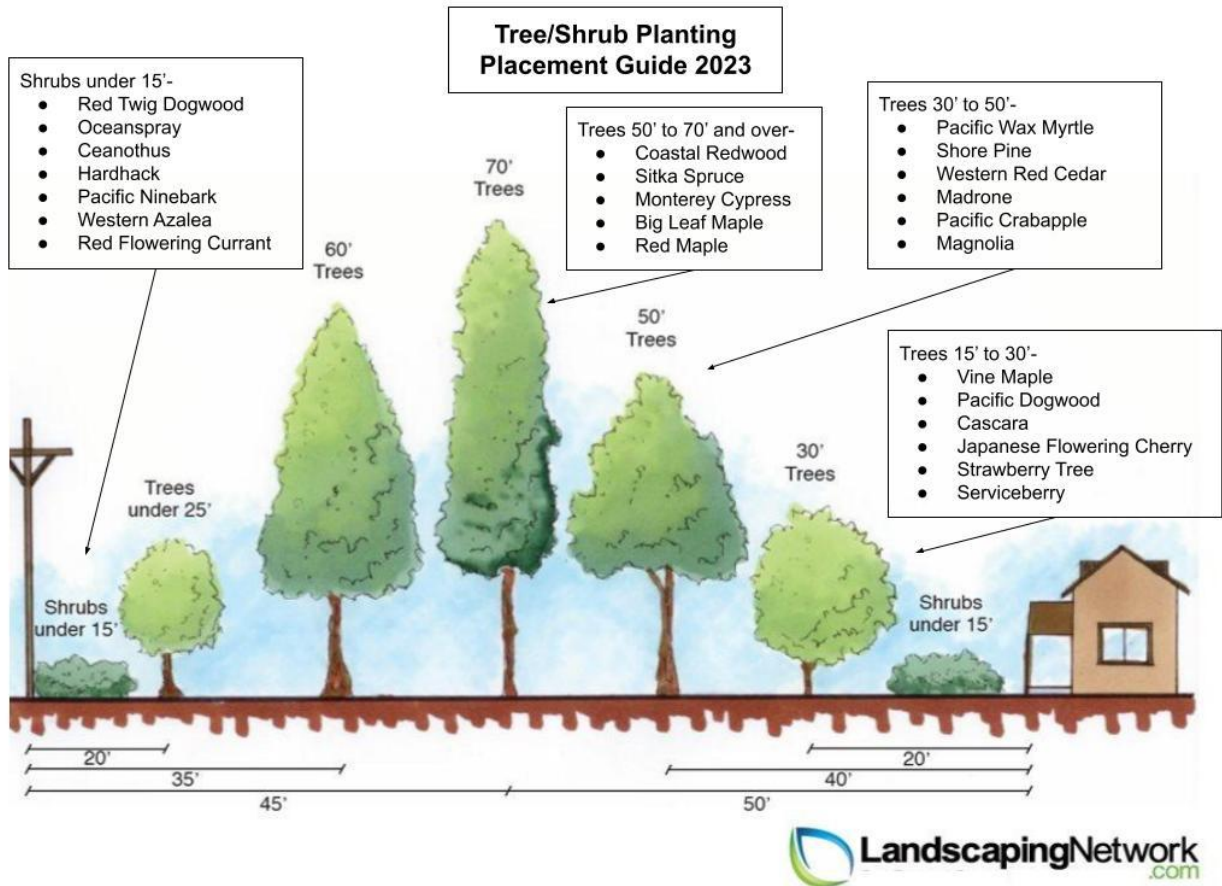 Tree/Shrub Planting
Placement Guide 2023
Shrubs under 15'-
● Red Twig Dogwood
● Oceanspray
● Ceanothus
● Hardhack
● Pacific Ninebark
● Western Azalea
● Red Flowering Currant
Trees 50' to 70' and over-
● Coastal Redwood
● Sitka Spruce
● Monterey Cypress
● Big Leaf Maple
● Red Maple
Trees 30' to 50'-
● Pacific Wax Myrtle
● Shore Pine
● Western Red Cedar
● Madrone
● Pacific Crabapple
● Magnolia
Trees 15' to 30'-
● Vine Maple
● Pacific Dogwood
● Cascara
● Japanese Flowering Cherry
● Strawberry Tree
● Serviceberry
70'
Trees
60'
Trees
50'
Trees
30'
Trees
Trees
under 25'
Shrubs
under 15'
Shrubs
under 15'
20'
20'
35'
40'
45'
50'
LandscapingNetwork
.com